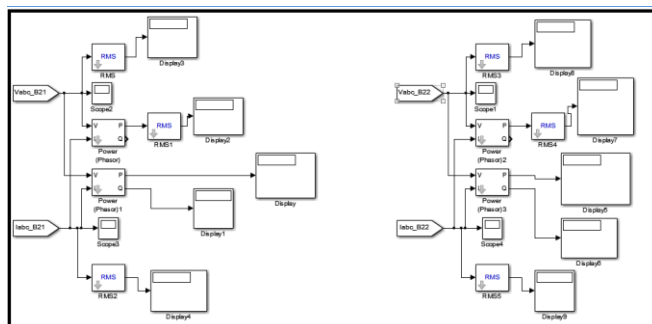 RMS
RMS
Display3
Vabc_B21
Scope2
V
I
P
Q
Power
(Phasor)
RMS
RMS1
Display2
V
I
P
Q
Power
(Phasor)1
Display
Display1
Iabc_B21
Scope3
RMS
RMS2
Display4
RMS
RMS3
Display8
Vabc_B22
Scope1
V
I
P
Q
Power
(Phasor)2
RMS
RMS4
Display7
V
I
P
Q
Power
(Phasor)3
Display5
Display6
Iabc_B22
Scope4
RMS
RMS5
Display9